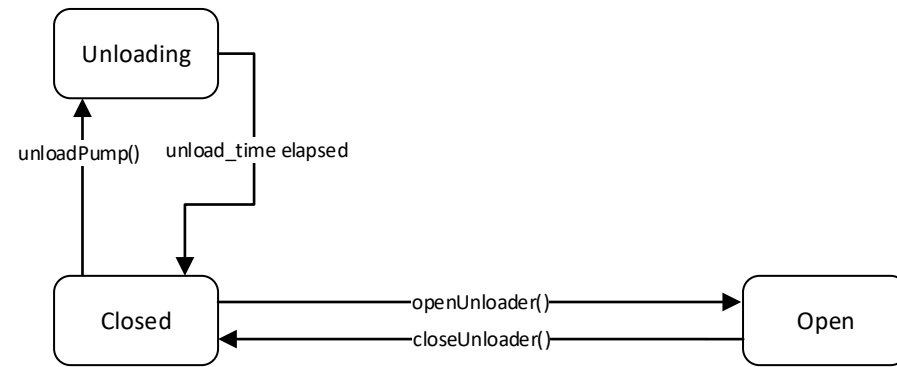 Unloading
unloadPump()
unload_time elapsed
Closed
openUnloader()
closeUnloader()
Open